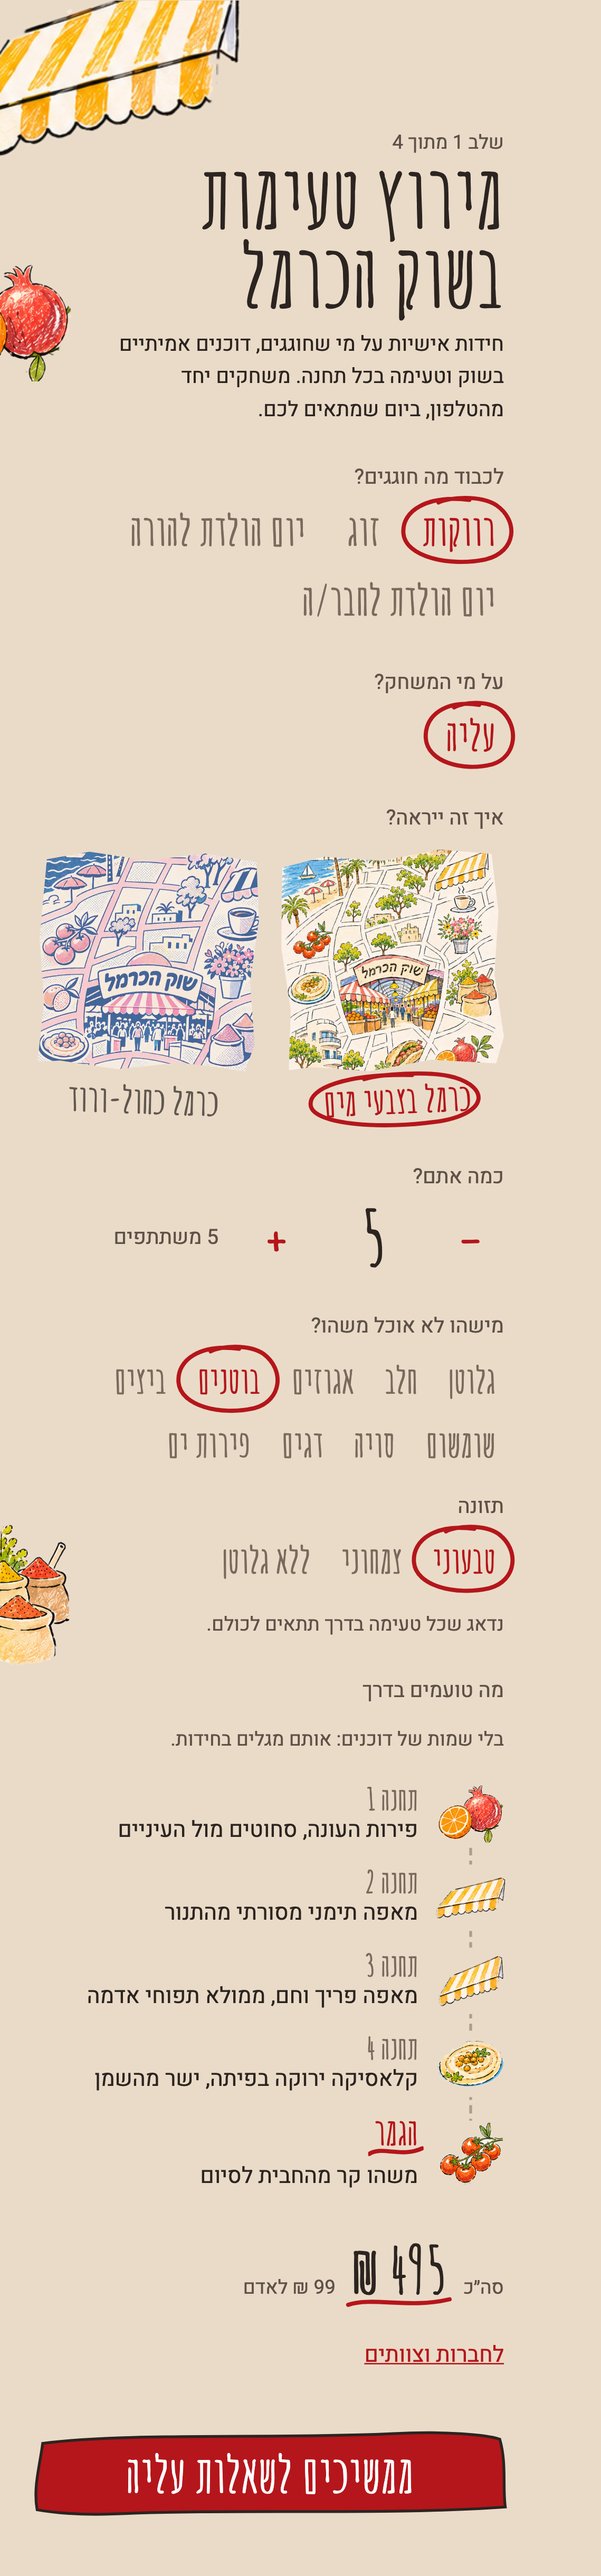 שלב 1 מתוך 4
מירוץ טעימות
בשוק הכרמל
חידות אישיות על מי שחוגגים, דוכנים אמיתיים
בשוק וטעימה בכל תחנה. משחקים יחד
מהטלפון, ביום שמתאים לכם.
לכבוד מה חוגגים?
רווקות זוג יום הולדת להורה
יום הולדת לחבר/ה
על מי המשחק?
עליה
איך זה ייראה?
שוק הכרמל שוק הכרמל
כרמל בצבעי מים כרמל כחול-ורוד
כמה אתם?
− 5 + 5 משתתפים
מישהו לא אוכל משהו?
גלוטן חלב אגוזים בוטנים ביצים
שומשום סויה דגים פירות ים
תזונה
טבעוני צמחוני ללא גלוטן
נדאג שכל טעימה בדרך תתאים לכולם.
מה טועמים בדרך
בלי שמות של דוכנים: אותם מגלים בחידות.
תחנה 1
פירות העונה, סחוטים מול העיניים
תחנה 2
מאפה תימני מסורתי מהתנור
תחנה 3
מאפה פריך וחם, ממולא תפוחי אדמה
תחנה 4
קלאסיקה ירוקה בפיתה, ישר מהשמן
הגמר
משהו קר מהחבית לסיום
סה״כ 495 ₪ 99 ₪ לאדם
לחברות וצוותים
ממשיכים לשאלות עליה